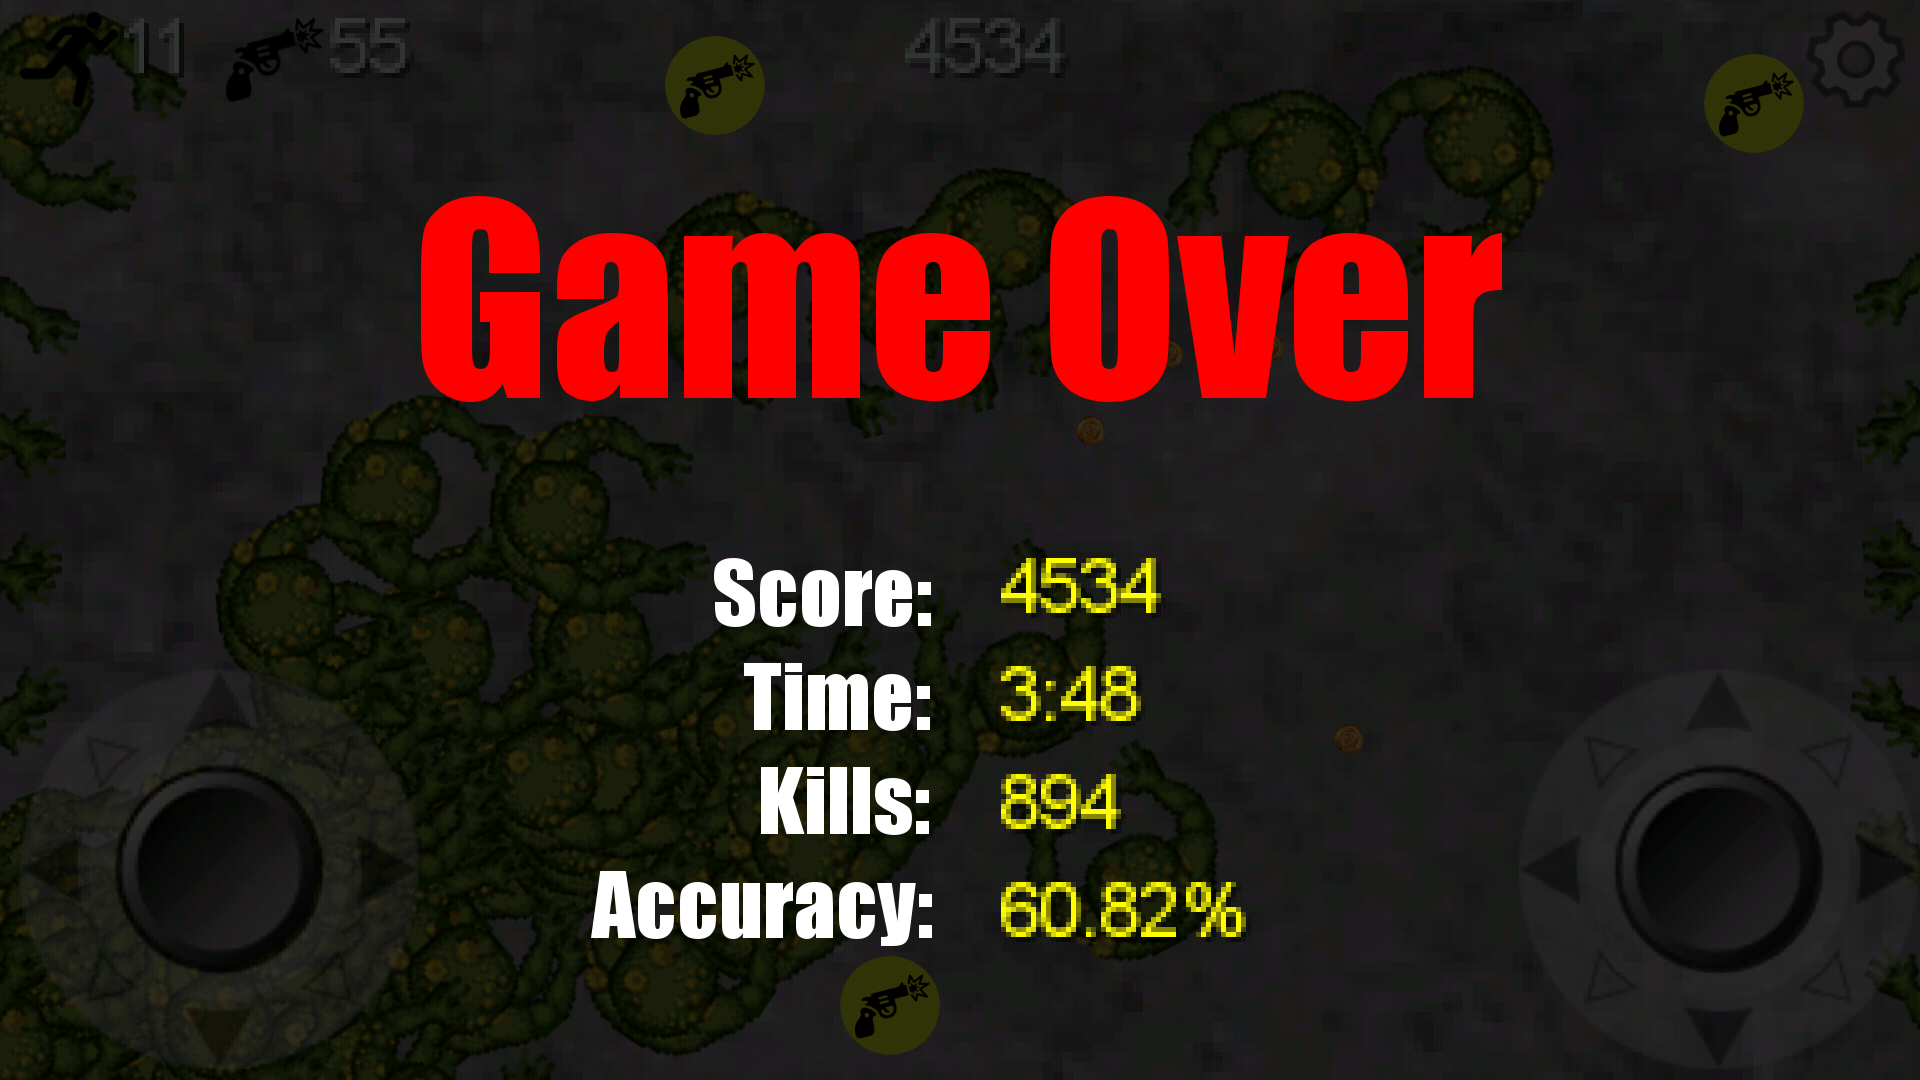 11 55 4534
Game Over
Score: 4534
Time: 3:48
Kills: 894
Accuracy: 60.82%